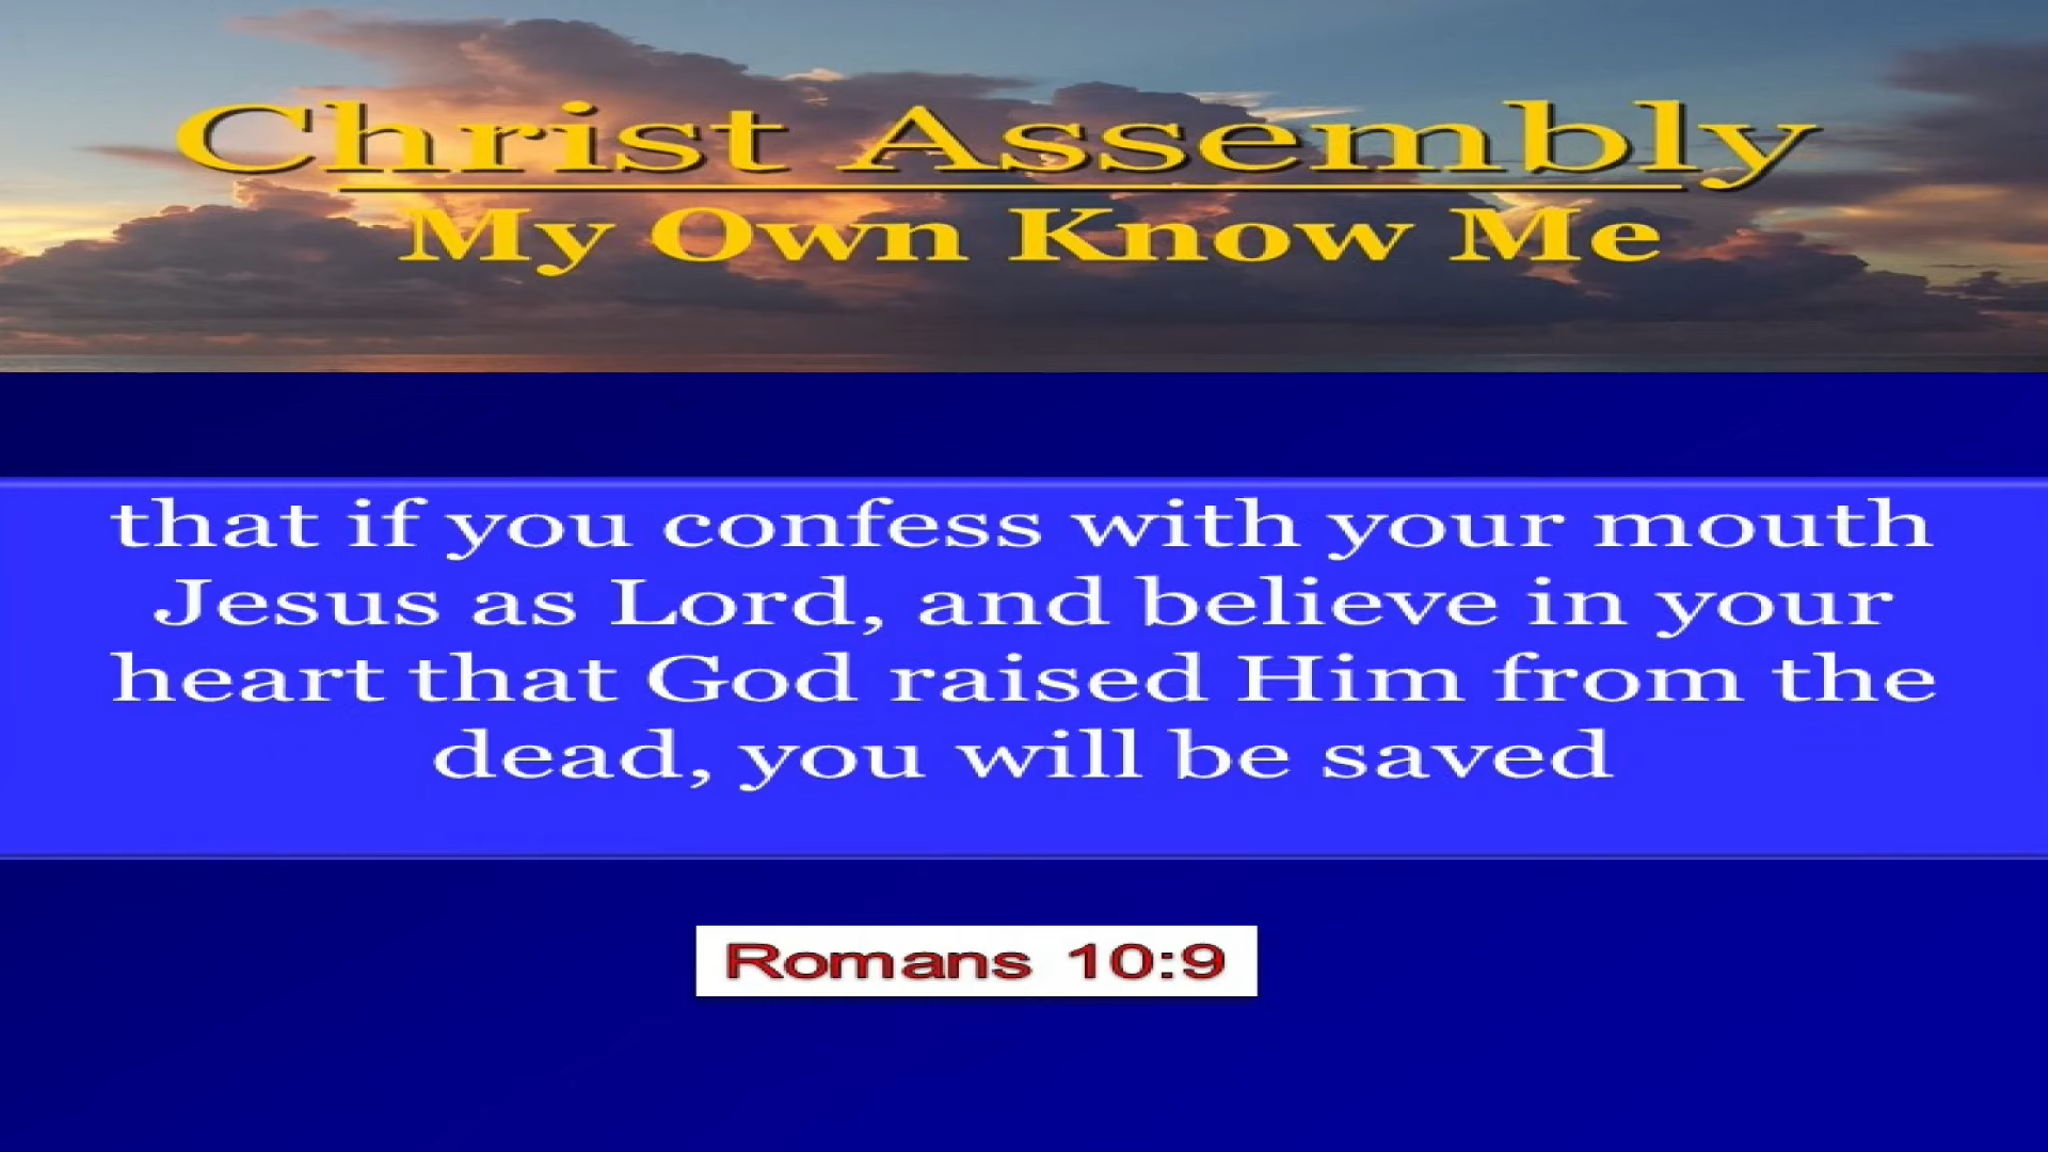 Christ Assembly
My Own Know Me
that if you confess with your mouth
Jesus as Lord, and believe in your
heart that God raised Him from the
dead, you will be saved
Romans 10:9